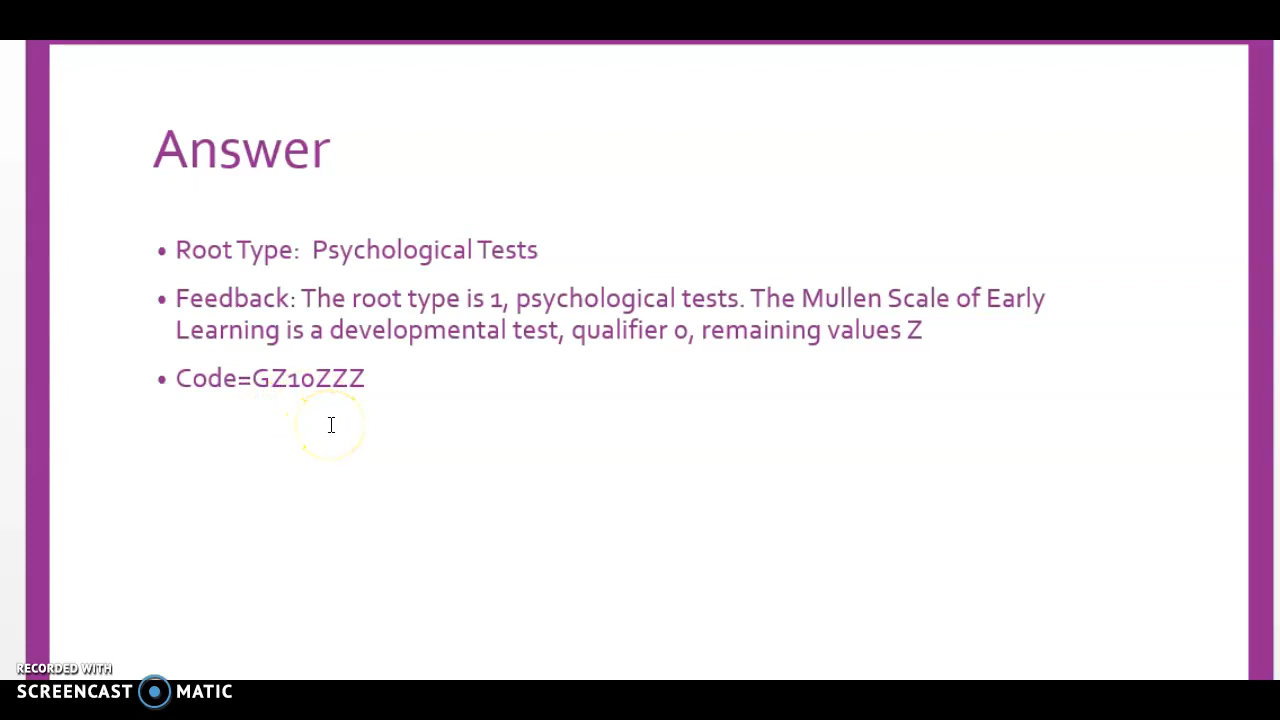 Answer
• Root Type:  Psychological Tests
• Feedback: The root type is 1, psychological tests. The Mullen Scale of Early
Learning is a developmental test, qualifier 0, remaining values Z
• Code=GZ10ZZZ
RECORDED WITH
SCREENCAST MATIC